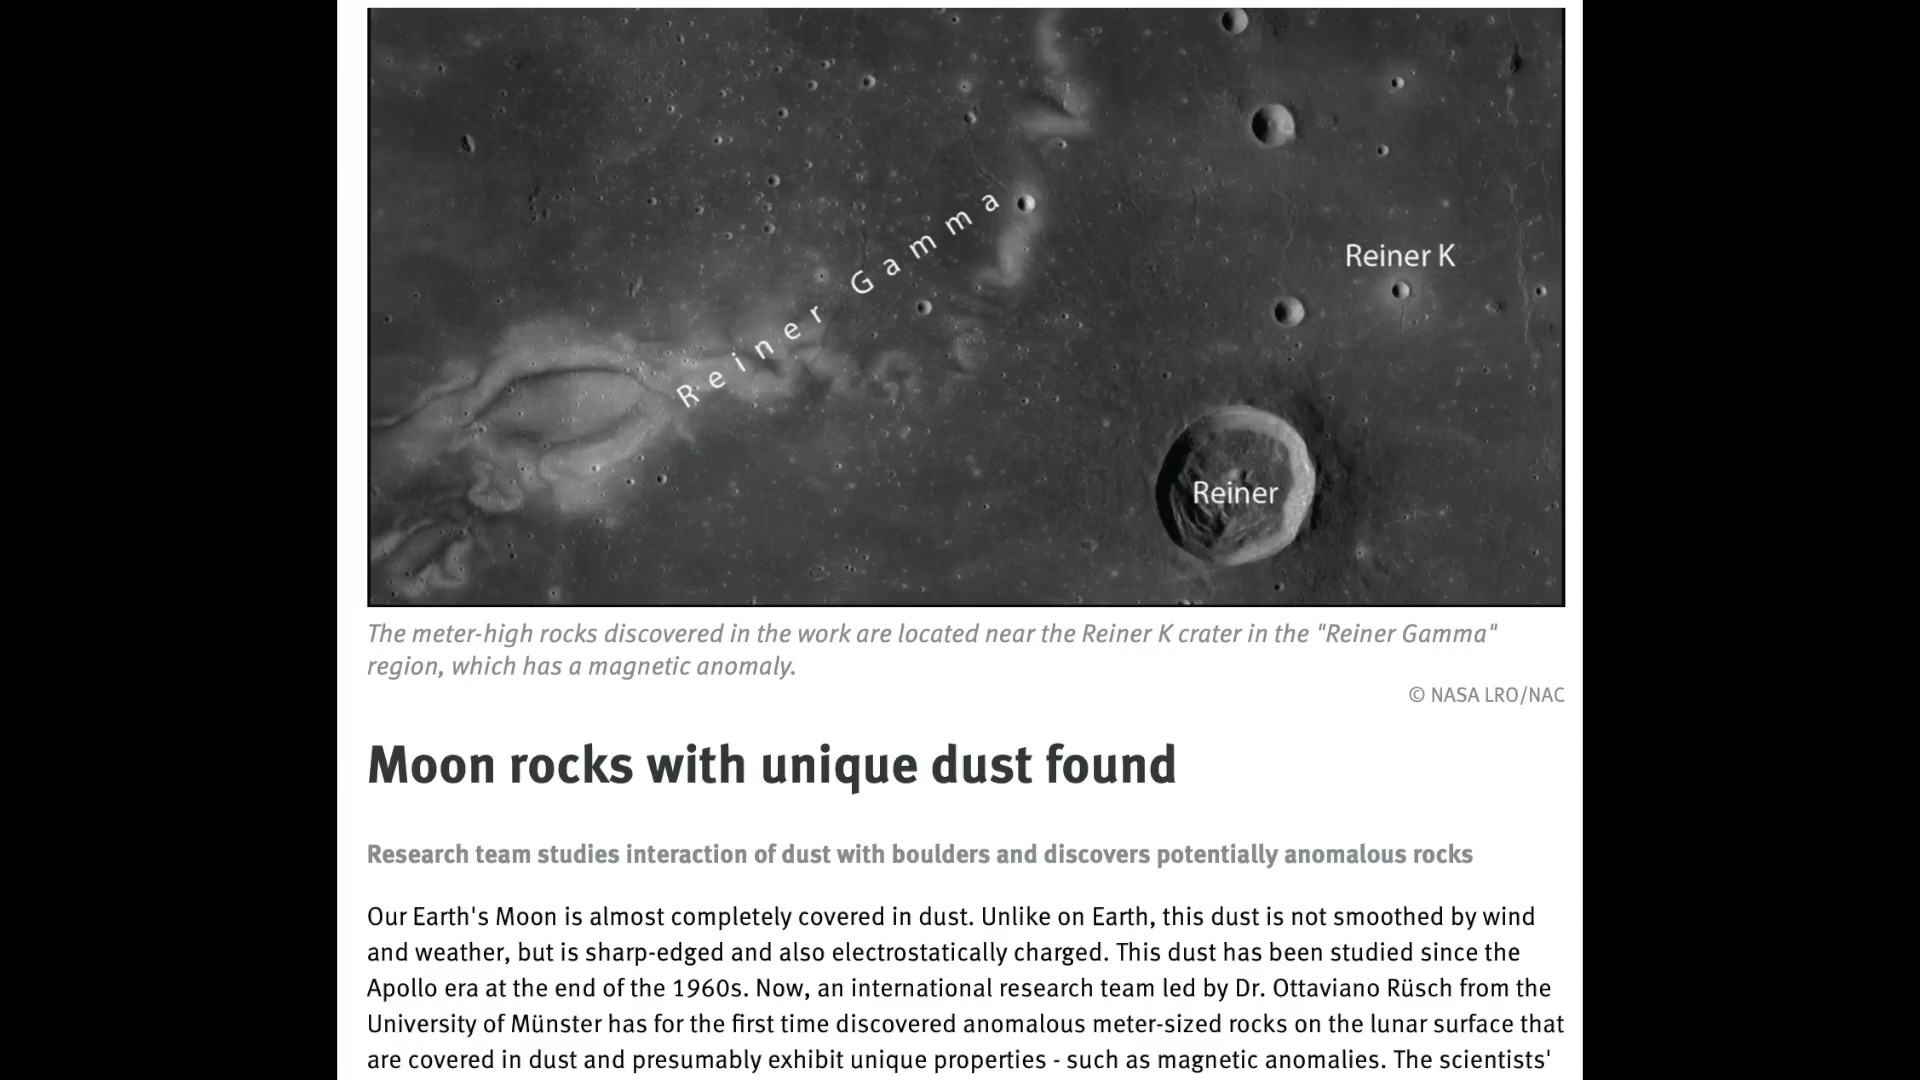 Reiner Gamma
Reiner K
Reiner
The meter-high rocks discovered in the work are located near the Reiner K crater in the "Reiner Gamma"
region, which has a magnetic anomaly.
© NASA LRO/NAC
Moon rocks with unique dust found
Research team studies interaction of dust with boulders and discovers potentially anomalous rocks
Our Earth's Moon is almost completely covered in dust. Unlike on Earth, this dust is not smoothed by wind
and weather, but is sharp-edged and also electrostatically charged. This dust has been studied since the
Apollo era at the end of the 1960s. Now, an international research team led by Dr. Ottaviano Rüsch from the
University of Münster has for the first time discovered anomalous meter-sized rocks on the lunar surface that
are covered in dust and presumably exhibit unique properties - such as magnetic anomalies. The scientists'